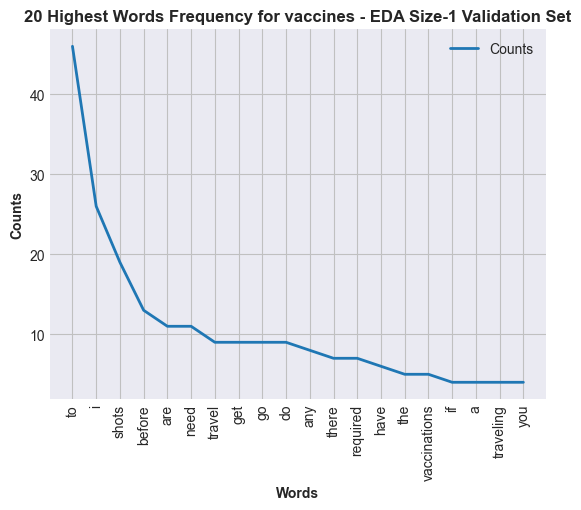 20 Highest Words Frequency for vaccines - EDA Size-1 Validation Set
Counts
Counts
40
30
20
10
to
i
shots
before
are
need
travel
get
go
do
any
there
required
have
the
vaccinations
if
a
traveling
you
Words